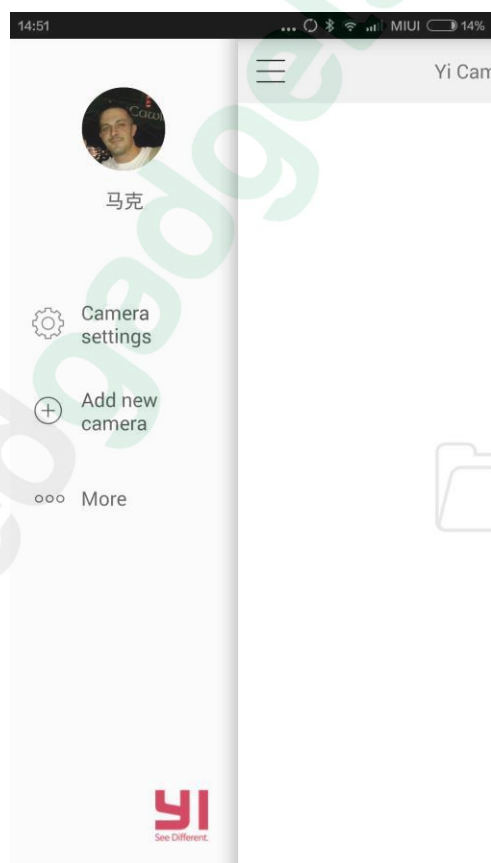 14:51
... MIUI 14%
Yi Cam
马克
Camera
settings
Add new
camera
More
YI
See Different.